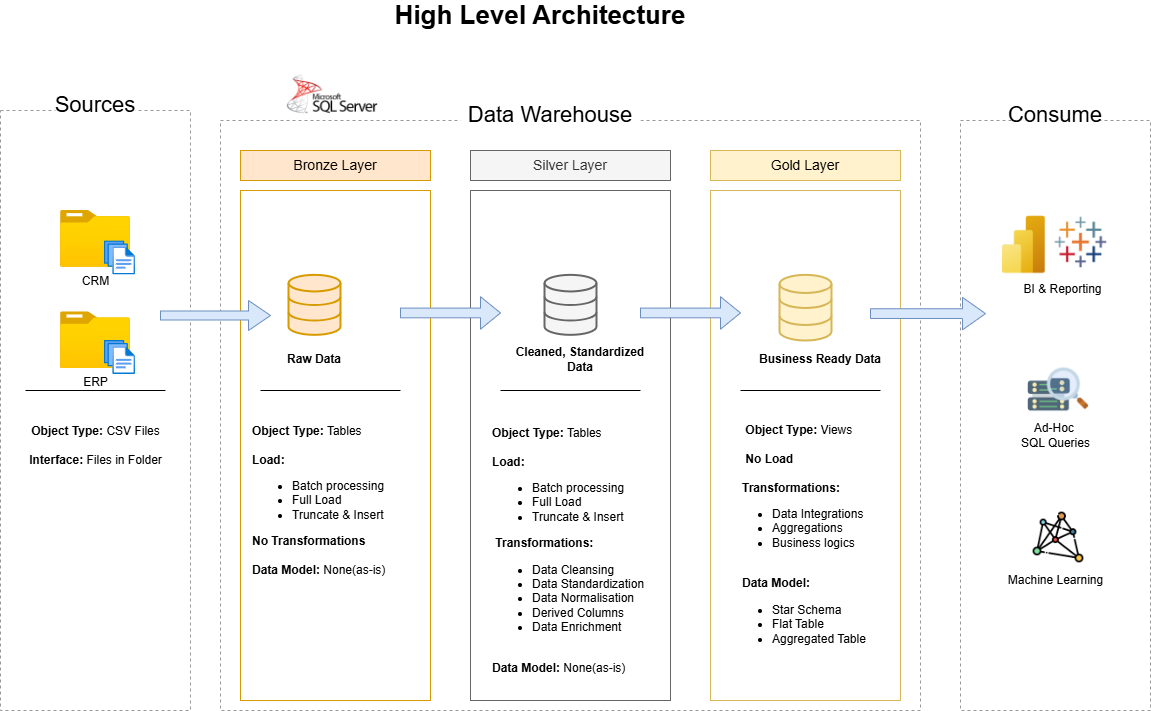 High Level Architecture
Sources
Microsoft
SQL Server
Data Warehouse
Consume
Bronze Layer
Silver Layer
Gold Layer
CRM
ERP
Object Type: CSV Files
Interface: Files in Folder
Raw Data
Object Type: Tables
Load:
Batch processing
Full Load
Truncate & Insert
No Transformations
Data Model: None(as-is)
Cleaned, Standardized
Data
Object Type: Tables
Load:
Batch processing
Full Load
Truncate & Insert
Transformations:
Data Cleansing
Data Standardization
Data Normalisation
Derived Columns
Data Enrichment
Data Model: None(as-is)
Business Ready Data
Object Type: Views
No Load
Transformations:
Data Integrations
Aggregations
Business logics
Data Model:
Star Schema
Flat Table
Aggregated Table
BI & Reporting
Ad-Hoc
SQL Queries
Machine Learning